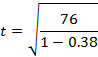 t = √(76 / (1 − 0.38))